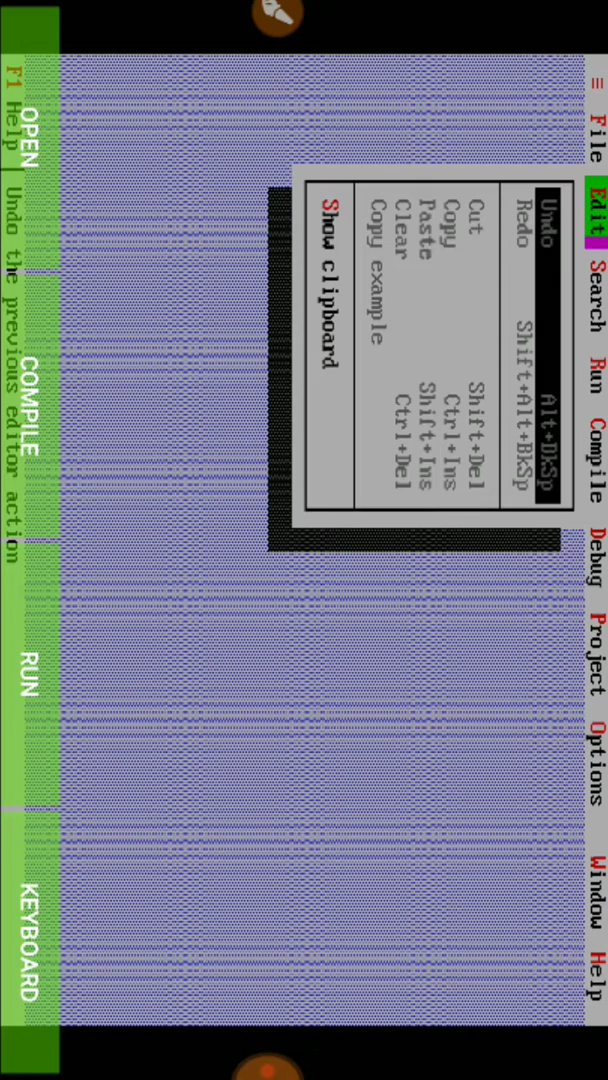 ≡ File Edit Search Run Compile Debug Project Options Window Help
Undo Alt+BkSp
Redo Shift+Alt+BkSp
Cut Shift+Del
Copy Ctrl+Ins
Paste Shift+Ins
Clear Ctrl+Del
Copy example
Show clipboard
OPEN COMPILE RUN KEYBOARD
F1 Help | Undo the previous editor action